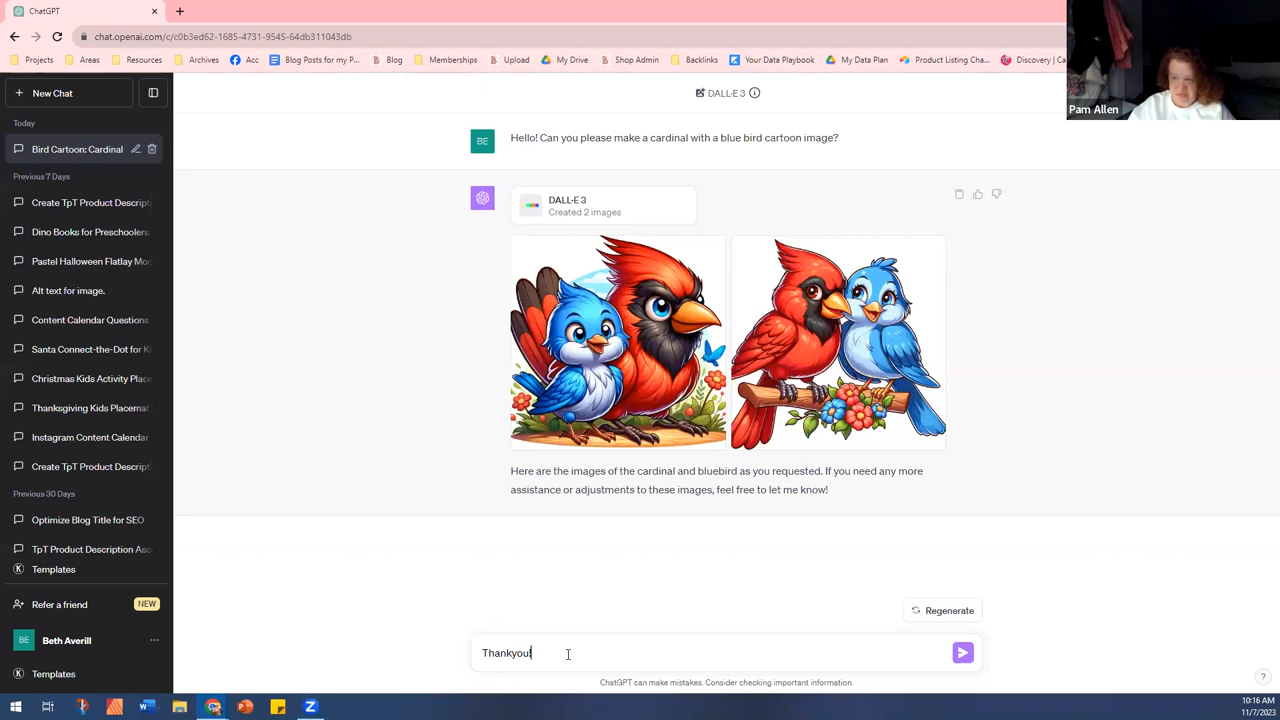 ChatGPT
chat.openai.com/c/c0b3ed62-1685-4731-9545-64db311043db
Projects Areas Resources Archives Acc Blog Posts for my P... Blog Memberships Upload My Drive Shop Admin Backlinks Your Data Playbook My Data Plan Product Listing Cha... Discovery | Ca
Pam Allen
New Chat
DALL·E 3
Today
Bird Cartoon: Cardinal
Previous 7 Days
Create TpT Product Descript
Dino Books for Preschoolers
Pastel Halloween Flatlay Moc
Alt text for image.
Content Calendar Questions
Santa Connect-the-Dot for Ki
Christmas Kids Activity Place
Thanksgiving Kids Placemat
Instagram Content Calendar
Create TpT Product Descript
Previous 30 Days
Optimize Blog Title for SEO
TpT Product Description Ass
Templates
Refer a friend NEW
BE Beth Averill ...
Templates
BE Hello! Can you please make a cardinal with a blue bird cartoon image?
DALL·E 3
Created 2 images
Here are the images of the cardinal and bluebird as you requested. If you need any more
assistance or adjustments to these images, feel free to let me know!
Regenerate
Thankyou!
ChatGPT can make mistakes. Consider checking important information.
?
10:16 AM
11/7/2023